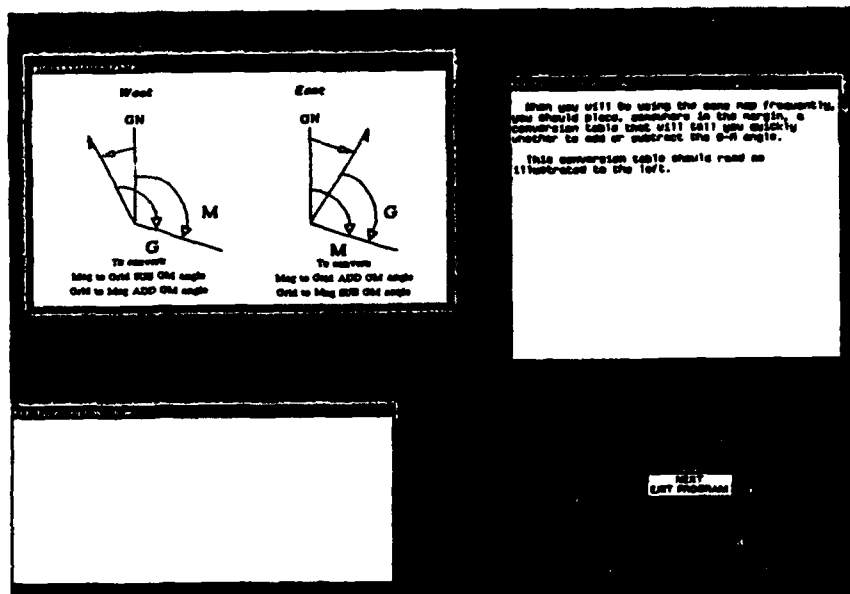 West
East
GN
GN
M
G
G
M
To convert
Mag to Grid SUB GM angle
Grid to Mag ADD GM angle
To convert
Mag to Grid ADD GM angle
Grid to Mag SUB GM angle
When you will be using the same map frequently,
you should place, somewhere in the margin, a
conversion table that will tell you quickly
whether to add or subtract the G-M angle.
This conversion table should read as
illustrated to the left.
NEXT
EXIT PROGRAM